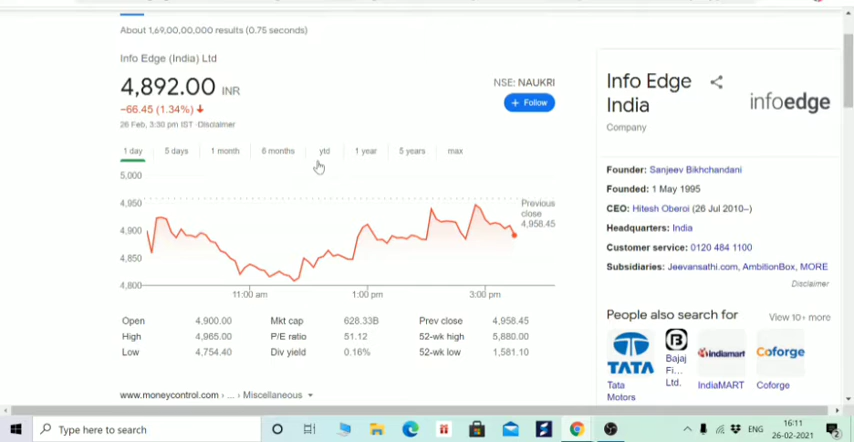 About 1,69,00,00,000 results (0.75 seconds)
Info Edge (India) Ltd
4,892.00 INR
NSE: NAUKRI
−66.45 (1.34%)
+ Follow
26 Feb, 3:30 pm IST · Disclaimer
1 day 5 days 1 month 6 months ytd 1 year 5 years max
5,000
4,950
4,900
4,850
4,800
Previous
close
4,958.45
11:00 am 1:00 pm 3:00 pm
Open 4,900.00 Mkt cap 628.33B Prev close 4,958.45
High 4,965.00 P/E ratio 51.12 52-wk high 5,880.00
Low 4,754.40 Div yield 0.16% 52-wk low 1,581.10
www.moneycontrol.com › ... › Miscellaneous
Info Edge
India
infoedge
Company
Founder: Sanjeev Bikhchandani
Founded: 1 May 1995
CEO: Hitesh Oberoi (26 Jul 2010–)
Headquarters: India
Customer service: 0120 484 1100
Subsidiaries: Jeevansathi.com, AmbitionBox, MORE
Disclaimer
People also search for View 10+ more
TATA
B
indiamart
Coforge
Tata
Motors
Bajaj
Fi...
Ltd.
IndiaMART
Coforge
Type here to search
ENG
16:11
26-02-2021
2